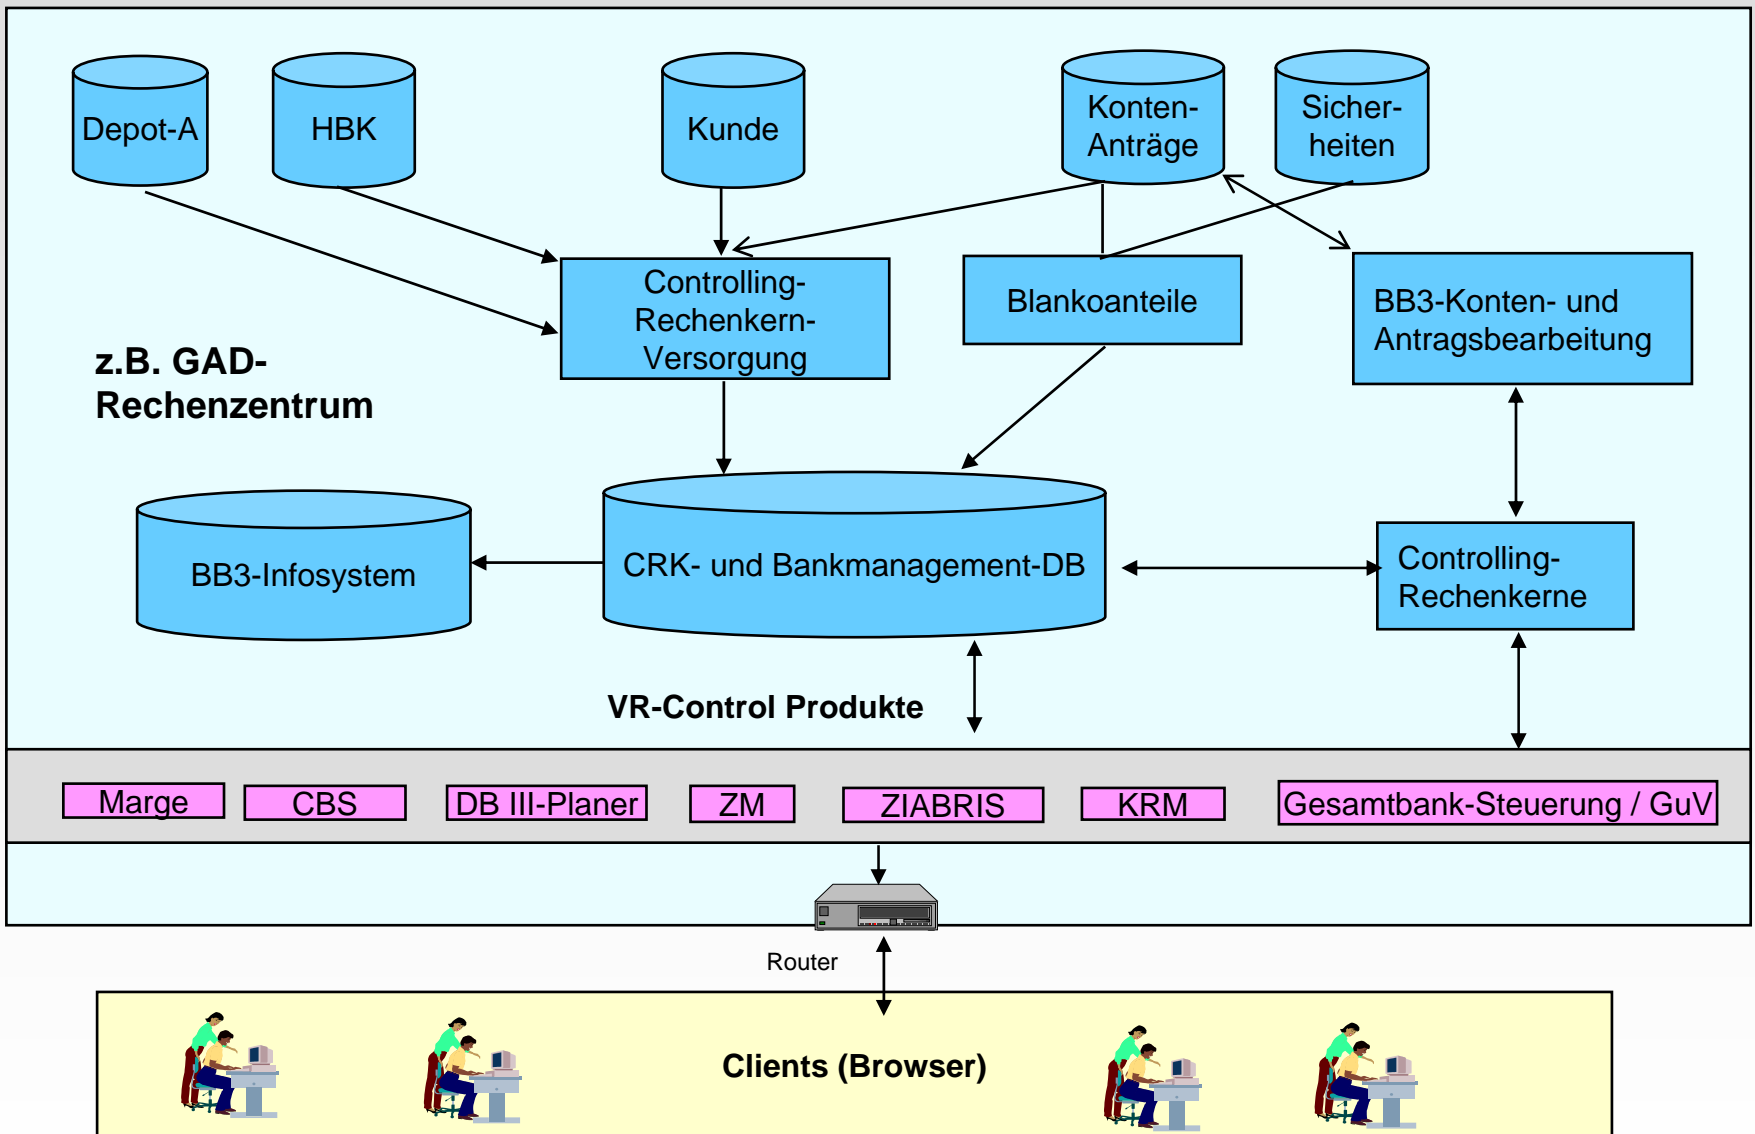 Depot-A
HBK
Kunde
Konten-
Anträge
Sicher-
heiten
Controlling-
Rechenkern-
Versorgung
Blankoanteile
BB3-Konten- und
Antragsbearbeitung
z.B. GAD-
Rechenzentrum
BB3-Infosystem
CRK- und Bankmanagement-DB
Controlling-
Rechenkerne
VR-Control Produkte
Marge
CBS
DB III-Planer
ZM
ZIABRIS
KRM
Gesamtbank-Steuerung / GuV
Router
Clients (Browser)